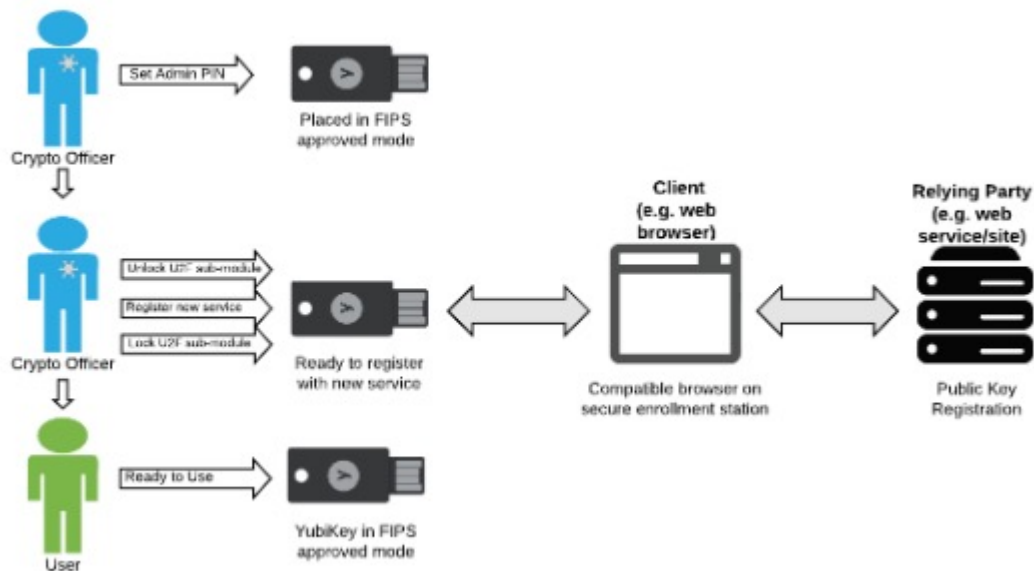 Set Admin PIN
Placed in FIPS
approved mode
Crypto Officer
Unlock U2F sub-module
Register new service
Lock U2F sub-module
Crypto Officer
Ready to register
with new service
Client
(e.g. web
browser)
Compatible browser on
secure enrollment station
Relying Party
(e.g. web
service/site)
Public Key
Registration
Ready to Use
YubiKey in FIPS
approved mode
User